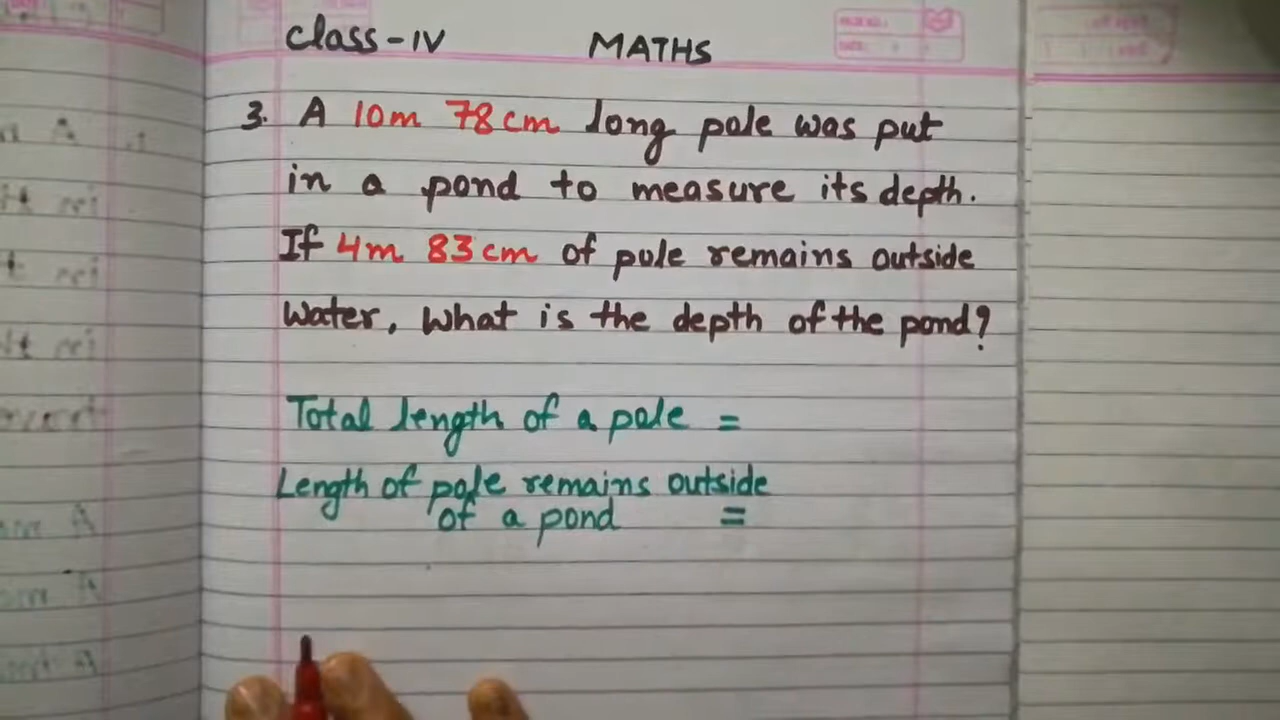 Class-IV MATHS
3. A 10m 78cm long pole was put
in a pond to measure its depth.
If 4m 83cm of pole remains outside
Water, What is the depth of the pond?
Total length of a pole =
Length of pole remains outside
of a pond =